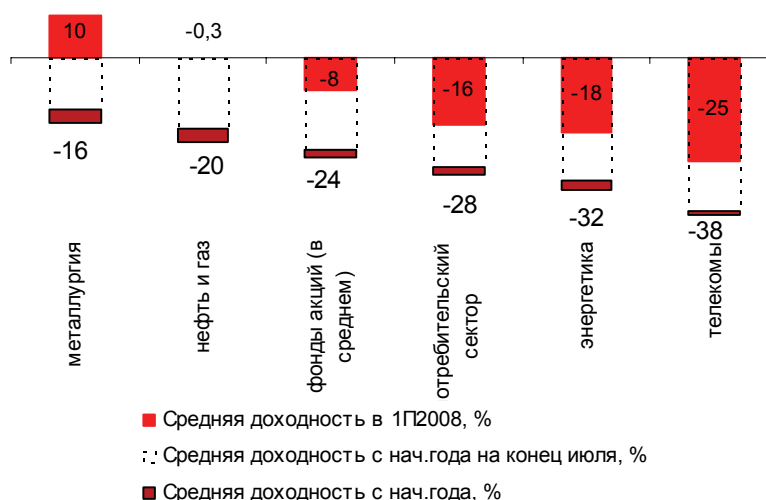 10
-0,3
-8
-16
-18
-25
-16
-20
-24
-28
-32
-38
металлургия
нефть и газ
фонды акций (в
среднем)
отребительский
сектор
энергетика
телекомы
Средняя доходность в 1П2008, %
Средняя доходность с нач.года на конец июля, %
Средняя доходность с нач.года, %